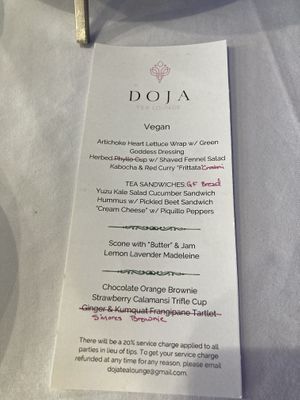 DOJA
TEA LOUNGE
Vegan
Artichoke Heart Lettuce Wrap w/ Green
Goddess Dressing
Herbed Phyllo Cup w/ Shaved Fennel Salad
Kabocha & Red Curry "Frittata"
TEA SANDWICHES: GF Bread
Yuzu Kale Salad Cucumber Sandwich
Hummus w/ Pickled Beet Sandwich
"Cream Cheese" w/ Piquillo Peppers
Scone with "Butter" & Jam
Lemon Lavender Madeleine
Chocolate Orange Brownie
Strawberry Calamansi Trifle Cup
Ginger & Kumquat Frangipane Tartlet
S'mores Brownie
There will be a 20% service charge applied to all
parties in lieu of tips. To get your service charge
refunded at any time for any reason, please email
dojatealounge@gmail.com.